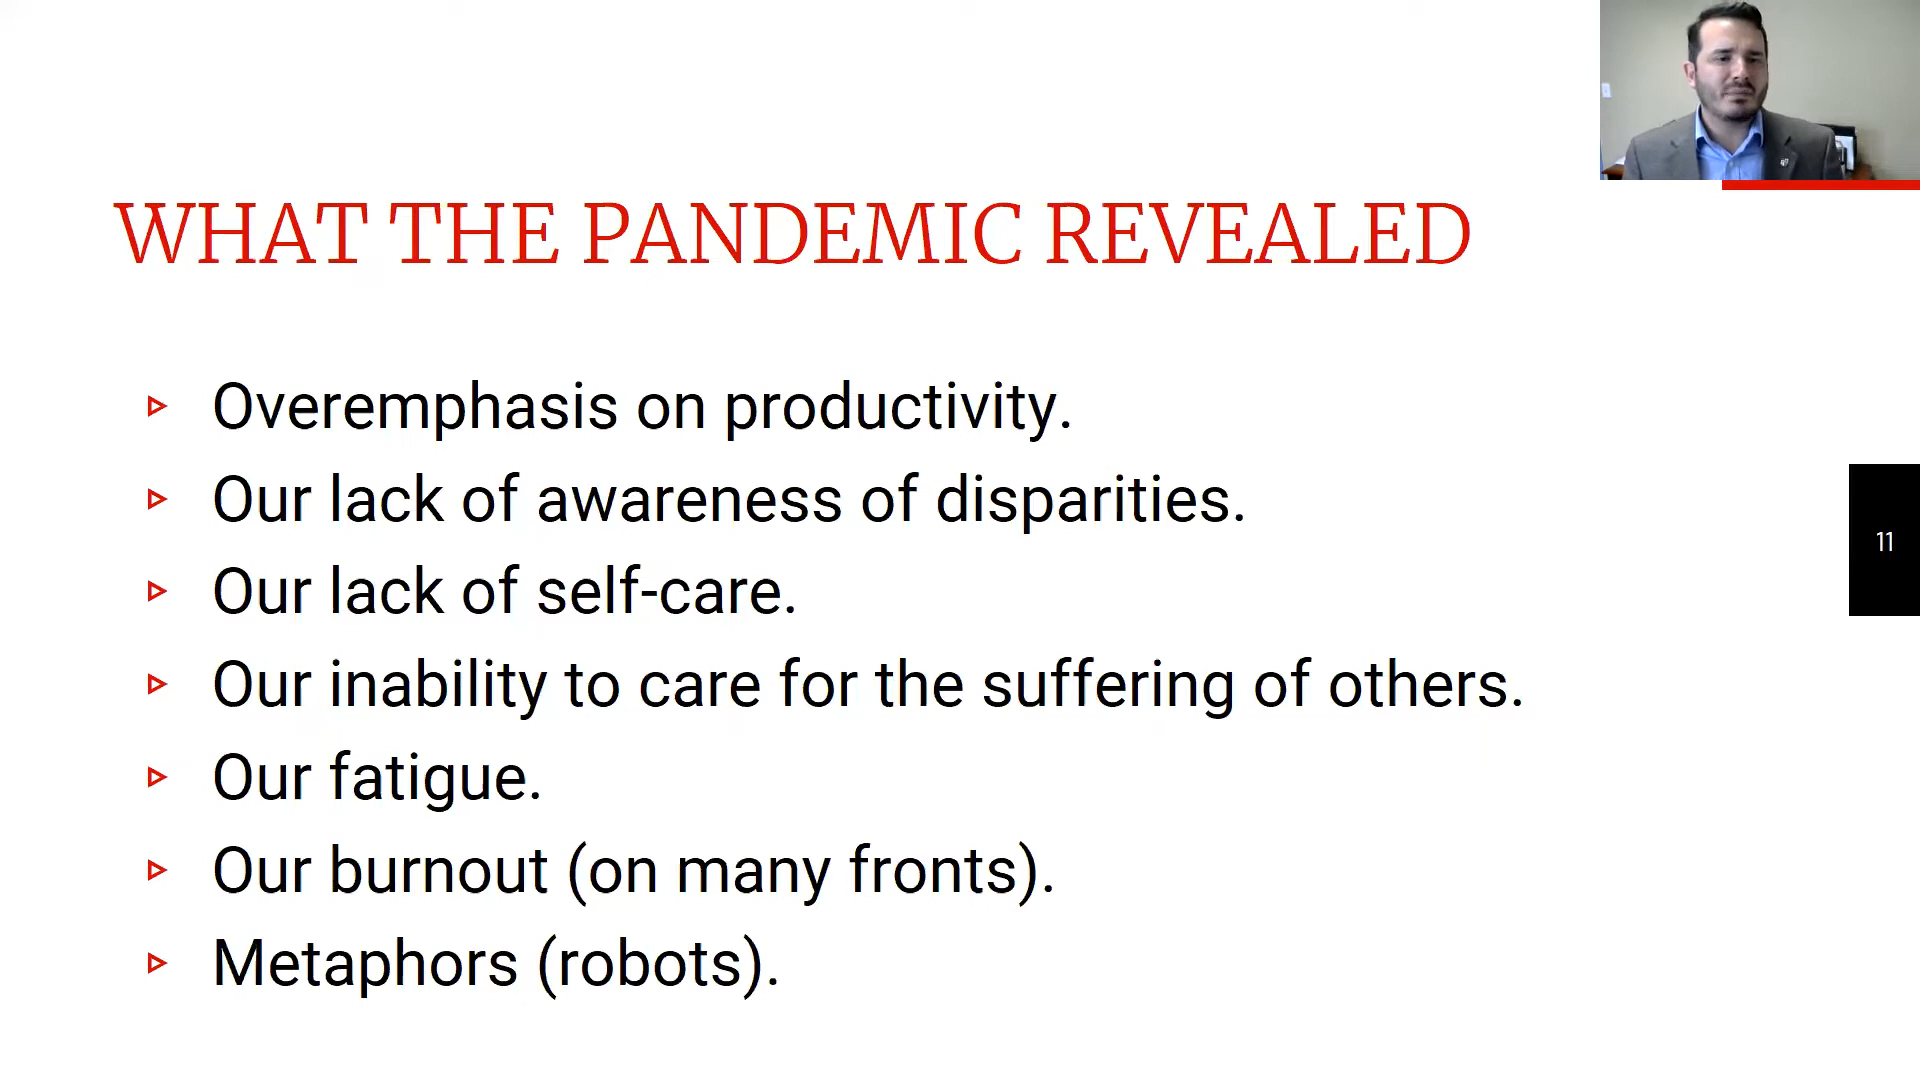 WHAT THE PANDEMIC REVEALED
Overemphasis on productivity.
Our lack of awareness of disparities.
Our lack of self-care.
Our inability to care for the suffering of others.
Our fatigue.
Our burnout (on many fronts).
Metaphors (robots).
11